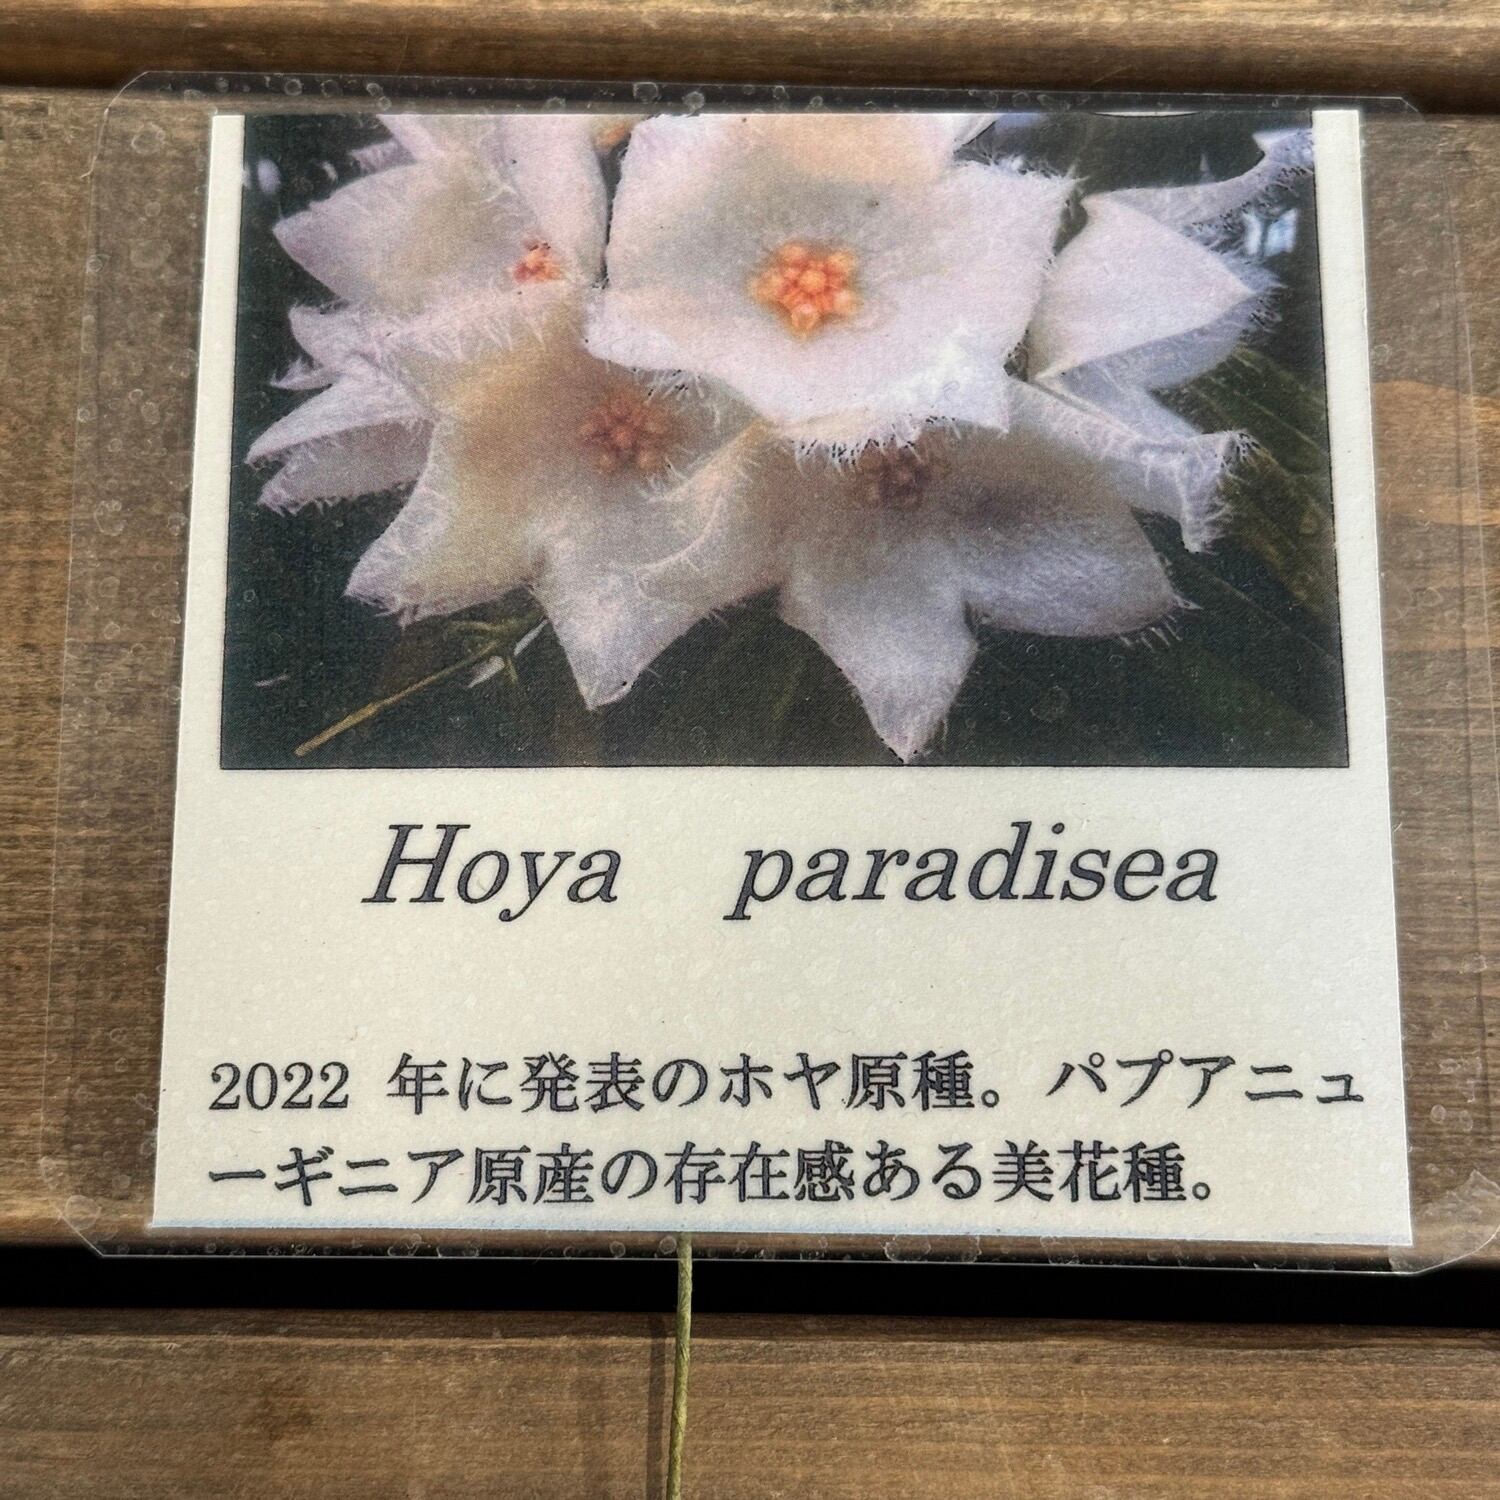 Hoya paradisea
2022 年に発表のホヤ原種。パプアニュ
ーギニア原産の存在感ある美花種。